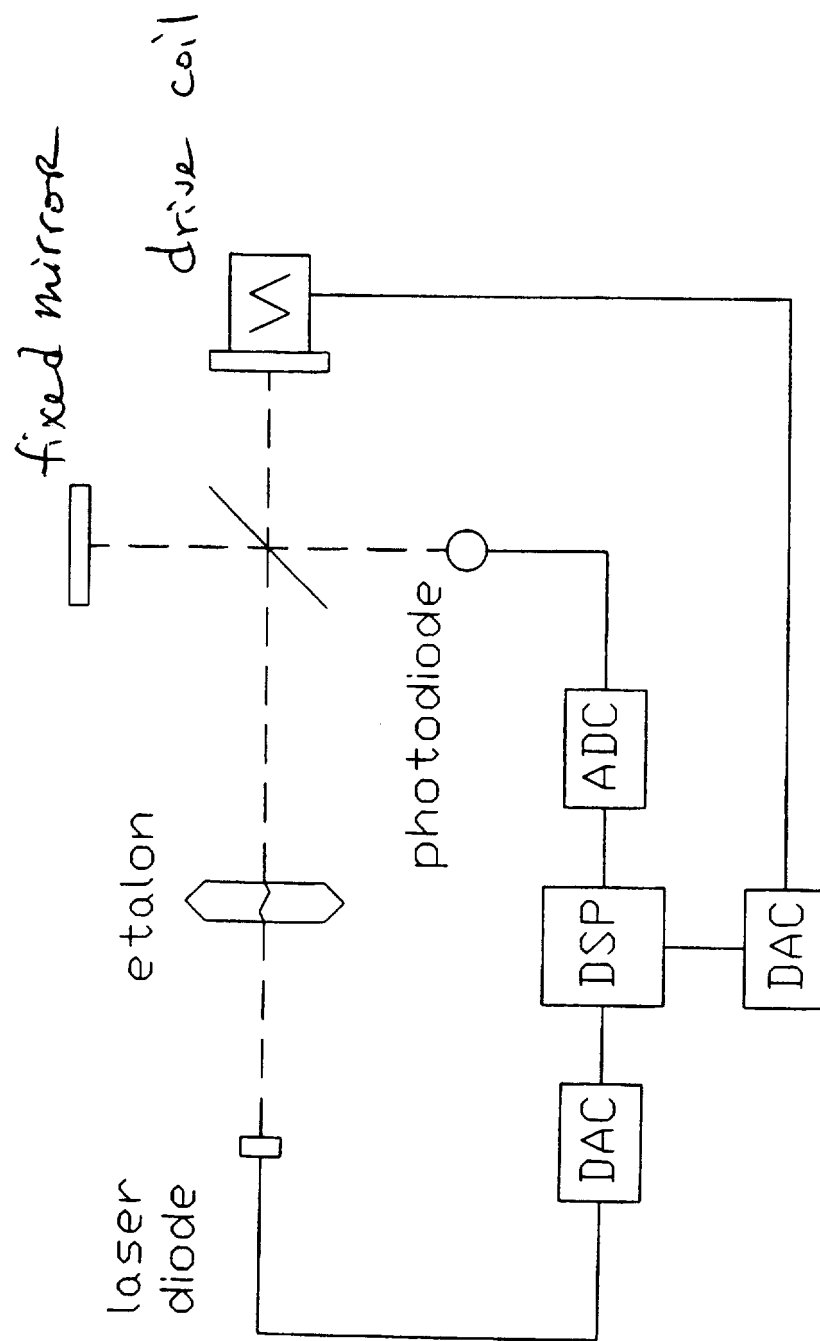 fixed mirror
drive coil
etalon
laser
diode
photodiode
ADC
DSP
DAC
DAC